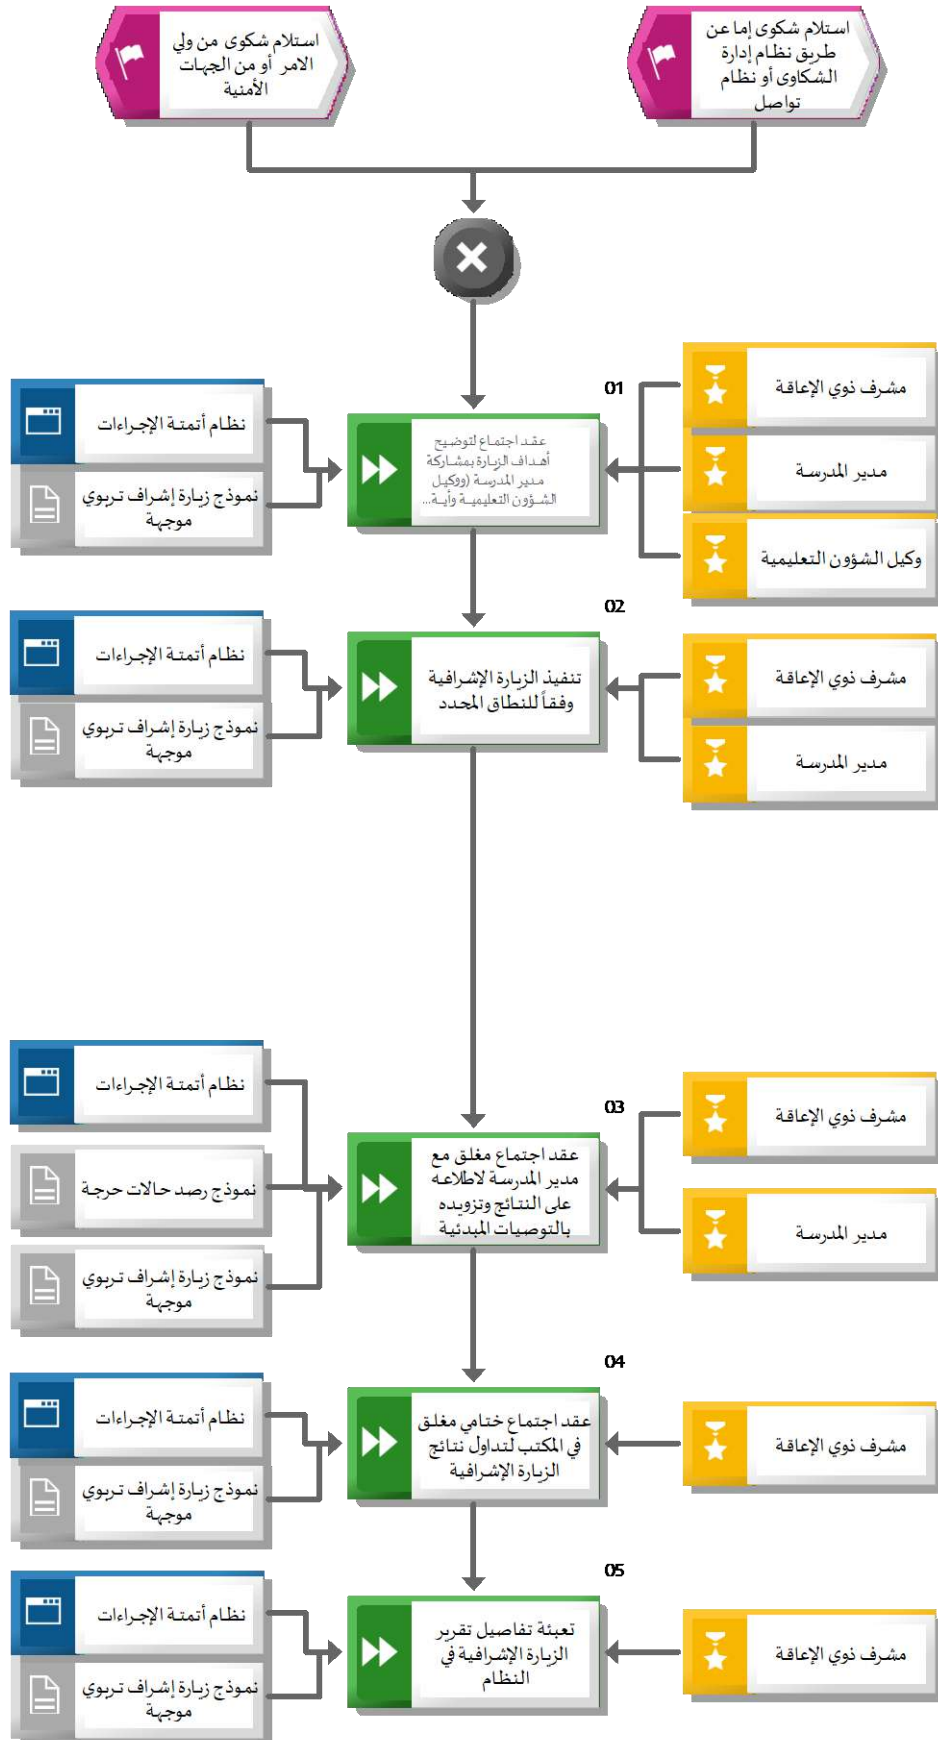 استلام شكوى إما عن
طريق نظام إدارة
الشكاوى أو نظام
تواصل
استلام شكوى من ولي
الامر أو من الجهات
الأمنية
01
مشرف ذوي الإعاقة
مدير المدرسة
وكيل الشؤون التعليمية
عقد اجتماع لتوضيح
أهداف الزيارة بمشاركة
مدير المدرسة (ووكيل
الشؤون التعليمية وأية...
نظام أتمتة الإجراءات
نموذج زيارة إشراف تربوي
موجهة
02
مشرف ذوي الإعاقة
مدير المدرسة
تنفيذ الزيارة الإشرافية
وفقاً للنطاق المحدد
نظام أتمتة الإجراءات
نموذج زيارة إشراف تربوي
موجهة
03
مشرف ذوي الإعاقة
مدير المدرسة
عقد اجتماع مغلق مع
مدير المدرسة لاطلاعه
على النتائج وتزويده
بالتوصيات المبدئية
نظام أتمتة الإجراءات
نموذج رصد حالات حرجة
نموذج زيارة إشراف تربوي
موجهة
04
مشرف ذوي الإعاقة
عقد اجتماع ختامي مغلق
في المكتب لتداول نتائج
الزيارة الإشرافية
نظام أتمتة الإجراءات
نموذج زيارة إشراف تربوي
موجهة
05
مشرف ذوي الإعاقة
تعبئة تفاصيل تقرير
الزيارة الإشرافية في
النظام
نظام أتمتة الإجراءات
نموذج زيارة إشراف تربوي
موجهة